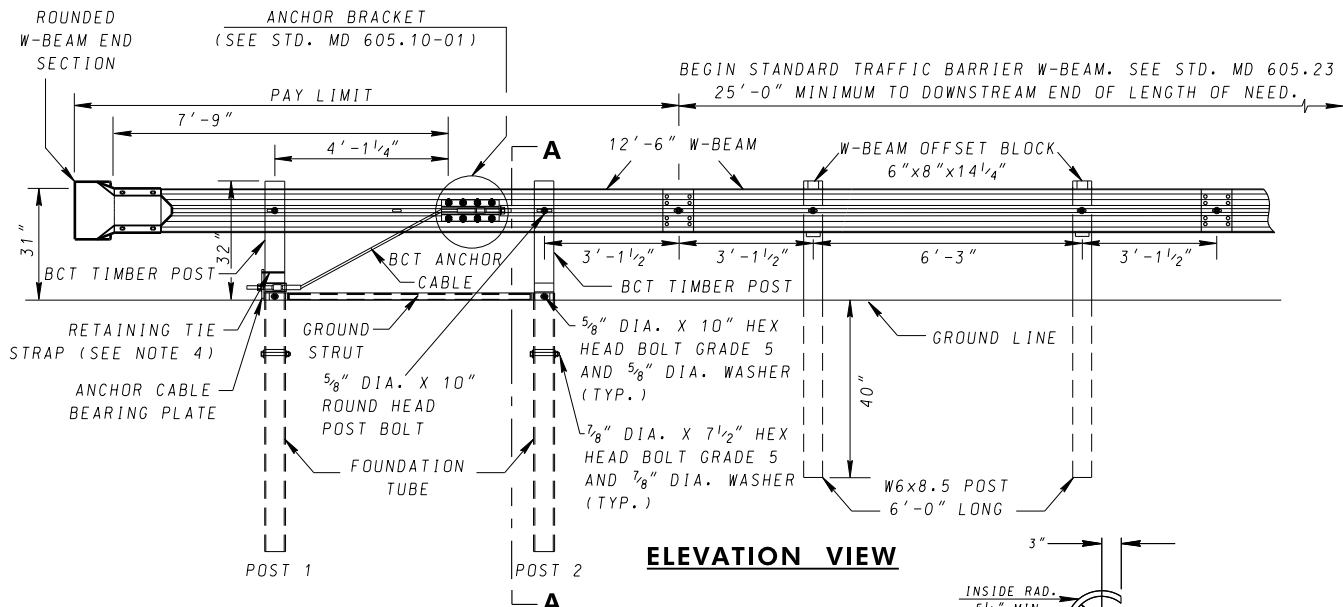 ROUNDED
W-BEAM END
SECTION
ANCHOR BRACKET
(SEE STD. MD 605.10-01)
BEGIN STANDARD TRAFFIC BARRIER W-BEAM. SEE STD. MD 605.23
25'-0" MINIMUM TO DOWNSTREAM END OF LENGTH OF NEED.
PAY LIMIT
7'-9"
4'-1 1/4"
A
12'-6" W-BEAM
W-BEAM OFFSET BLOCK
6"x8"x14 1/4"
31"
32"
BCT TIMBER POST
BCT ANCHOR
CABLE
3'-1 1/2"
3'-1 1/2"
6'-3"
3'-1 1/2"
BCT TIMBER POST
RETAINING TIE
STRAP (SEE NOTE 4)
GROUND
STRUT
5/8" DIA. X 10" HEX
HEAD BOLT GRADE 5
AND 5/8" DIA. WASHER
(TYP.)
GROUND LINE
ANCHOR CABLE
BEARING PLATE
5/8" DIA. X 10"
ROUND HEAD
POST BOLT
40"
7/8" DIA. X 7 1/2" HEX
HEAD BOLT GRADE 5
AND 7/8" DIA. WASHER
(TYP.)
FOUNDATION
TUBE
W6x8.5 POST
6'-0" LONG
POST 1
POST 2
ELEVATION VIEW
3"
A
INSIDE RAD.